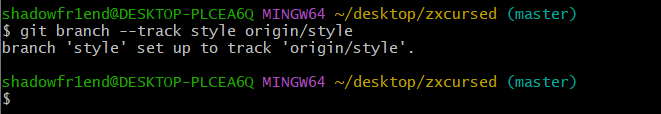 shadowfr1end@DESKTOP-PLCEA6Q MINGW64 ~/desktop/zxcursed (master)
$ git branch --track style origin/style
branch 'style' set up to track 'origin/style'.
shadowfr1end@DESKTOP-PLCEA6Q MINGW64 ~/desktop/zxcursed (master)
$